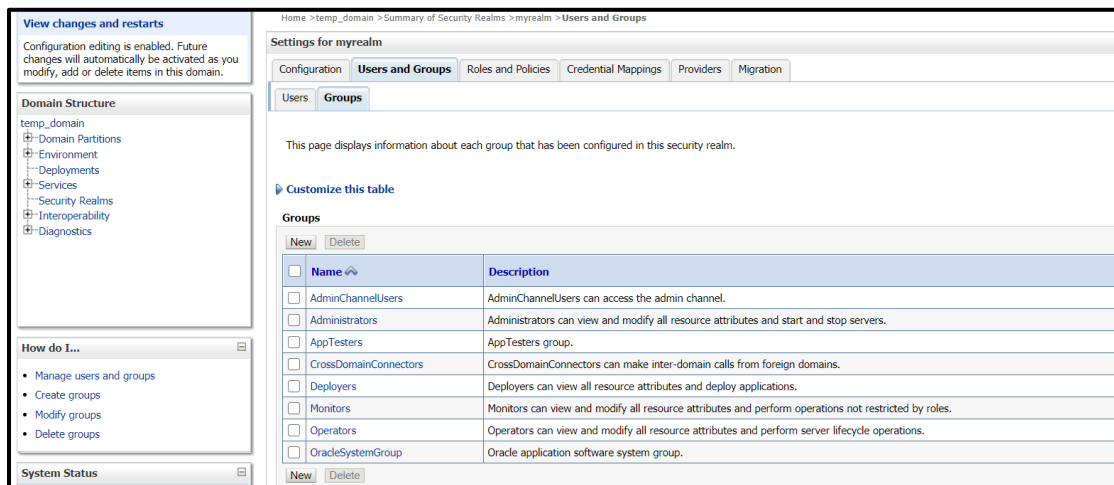 View changes and restarts
Configuration editing is enabled. Future
changes will automatically be activated as you
modify, add or delete items in this domain.
Domain Structure
temp_domain
Domain Partitions
Environment
Deployments
Services
Security Realms
Interoperability
Diagnostics
How do I...
Manage users and groups
Create groups
Modify groups
Delete groups
System Status
Home >temp_domain >Summary of Security Realms >myrealm >Users and Groups
Settings for myrealm
Configuration Users and Groups Roles and Policies Credential Mappings Providers Migration
Users Groups
This page displays information about each group that has been configured in this security realm.
Customize this table
Groups
New Delete
Name Description
AdminChannelUsers AdminChannelUsers can access the admin channel.
Administrators Administrators can view and modify all resource attributes and start and stop servers.
AppTesters AppTesters group.
CrossDomainConnectors CrossDomainConnectors can make inter-domain calls from foreign domains.
Deployers Deployers can view all resource attributes and deploy applications.
Monitors Monitors can view and modify all resource attributes and perform operations not restricted by roles.
Operators Operators can view and modify all resource attributes and perform server lifecycle operations.
OracleSystemGroup Oracle application software system group.
New Delete